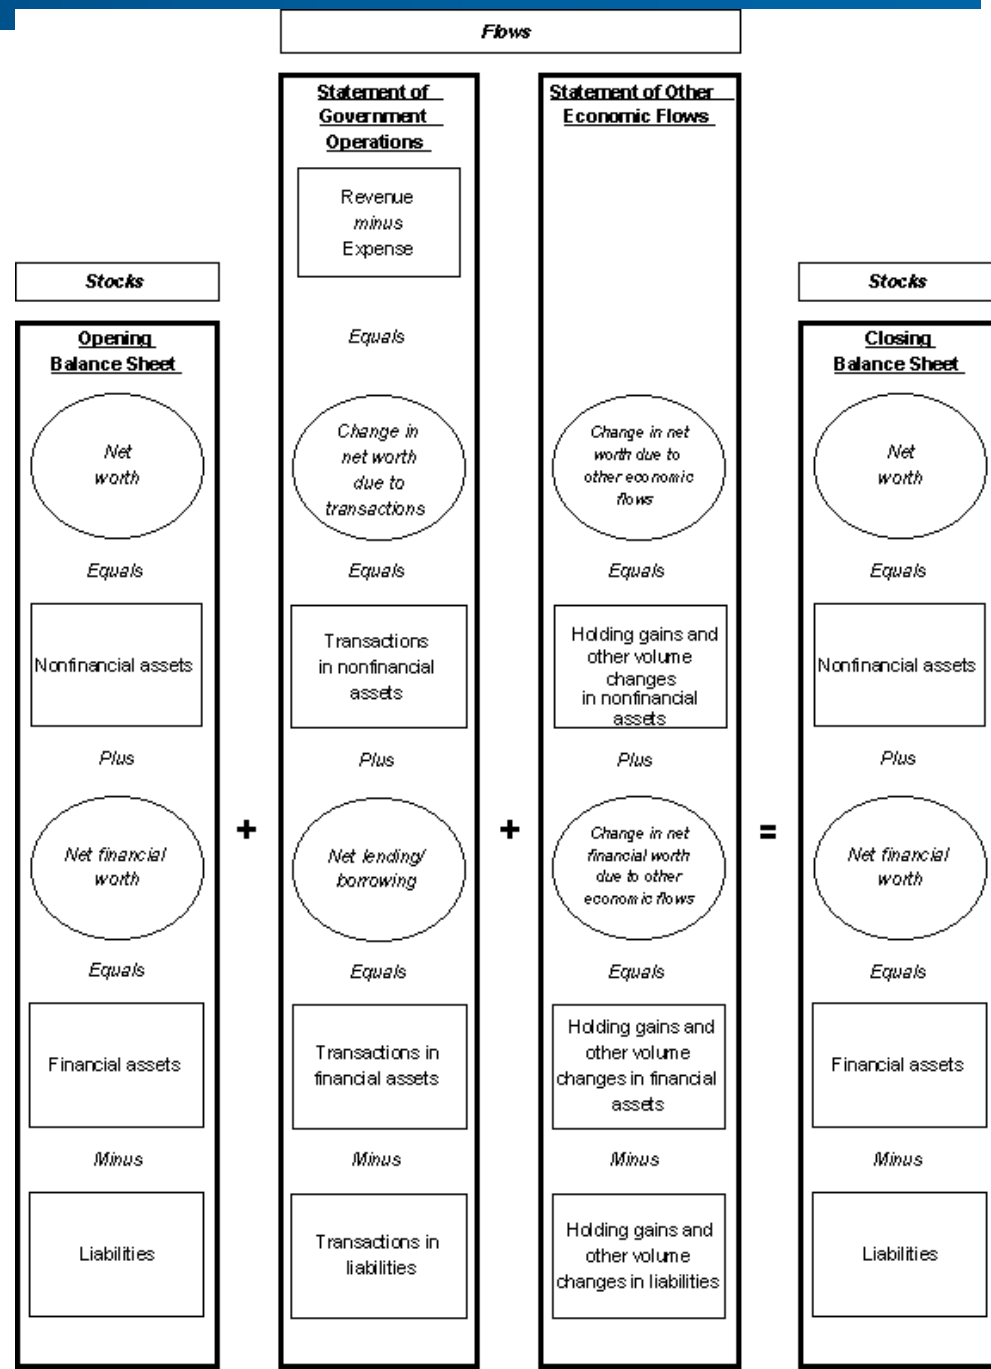 Flows
Statement of
Government
Operations
Revenue
minus
Expense
Equals
Change in
net worth
due to
transactions
Equals
Transactions
in nonfinancial
assets
Plus
Net lending/
borrowing
Equals
Transactions in
financial assets
Minus
Transactions in
liabilities
Statement of Other
Economic Flows
Change in net
worth due to
other economic
flows
Equals
Holding gains and
other volume
changes
in nonfinancial
assets
Plus
Change in net
financial worth
due to other
economic flows
Equals
Holding gains and
other volume
changes in financial
assets
Minus
Holding gains and
other volume
changes in liabilities
Stocks
Opening
Balance Sheet
Net
worth
Equals
Nonfinancial assets
Plus
Net financial
worth
Equals
Financial assets
Minus
Liabilities
+
+
=
Stocks
Closing
Balance Sheet
Net
worth
Equals
Nonfinancial assets
Plus
Net financial
worth
Equals
Financial assets
Minus
Liabilities